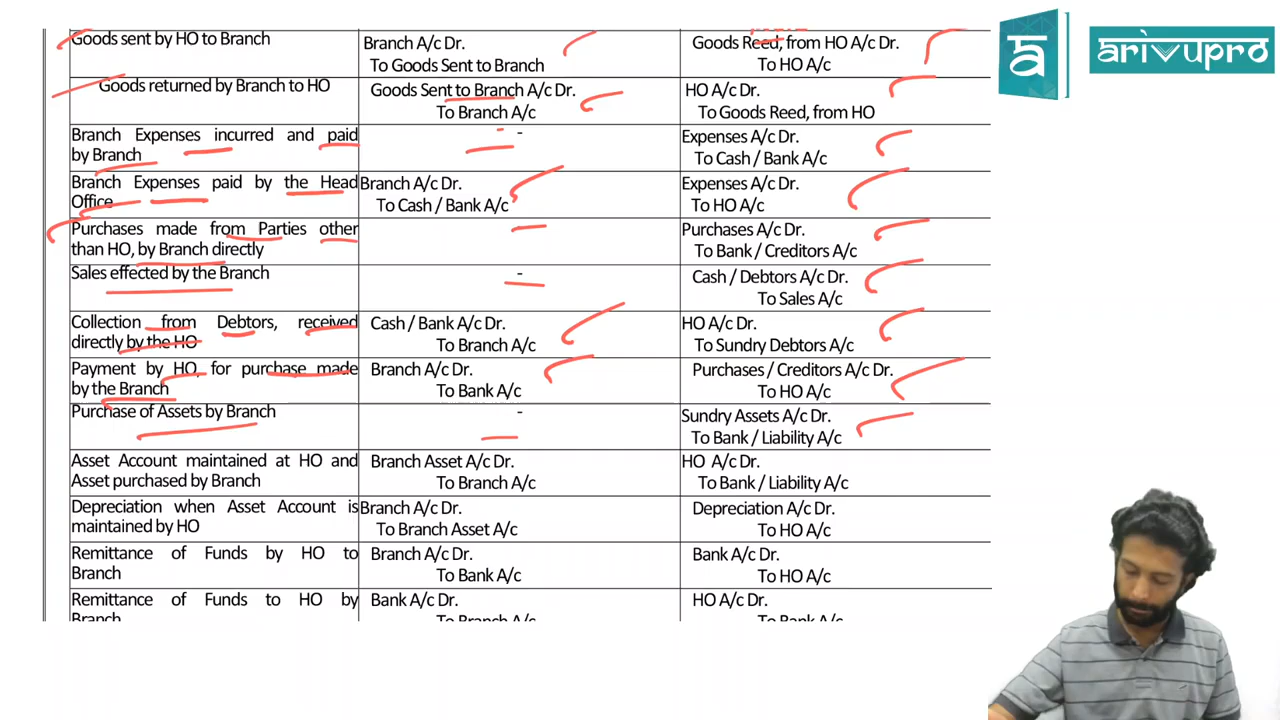 Goods sent by HO to Branch
Branch A/c Dr.
To Goods Sent to Branch
Goods Reed, from HO A/c Dr.
To HO A/c
Goods returned by Branch to HO
Goods Sent to Branch A/c Dr.
To Branch A/c
HO A/c Dr.
To Goods Reed, from HO
Branch Expenses incurred and paid
by Branch
-
Expenses A/c Dr.
To Cash / Bank A/c
Branch Expenses paid by the Head
Office
Branch A/c Dr.
To Cash / Bank A/c
Expenses A/c Dr.
To HO A/c
Purchases made from Parties other
than HO, by Branch directly
Purchases A/c Dr.
To Bank / Creditors A/c
Sales effected by the Branch
-
Cash / Debtors A/c Dr.
To Sales A/c
Collection from Debtors, received
directly by the HO
Cash / Bank A/c Dr.
To Branch A/c
HO A/c Dr.
To Sundry Debtors A/c
Payment by HO, for purchase made
by the Branch
Branch A/c Dr.
To Bank A/c
Purchases / Creditors A/c Dr.
To HO A/c
Purchase of Assets by Branch
-
Sundry Assets A/c Dr.
To Bank / Liability A/c
Asset Account maintained at HO and
Asset purchased by Branch
Branch Asset A/c Dr.
To Branch A/c
HO A/c Dr.
To Bank / Liability A/c
Depreciation when Asset Account is
maintained by HO
Branch A/c Dr.
To Branch Asset A/c
Depreciation A/c Dr.
To HO A/c
Remittance of Funds by HO to
Branch
Branch A/c Dr.
To Bank A/c
Bank A/c Dr.
To HO A/c
Remittance of Funds to HO by
Branch
Bank A/c Dr.
To Branch A/c
HO A/c Dr.
To Bank A/c
arivupro